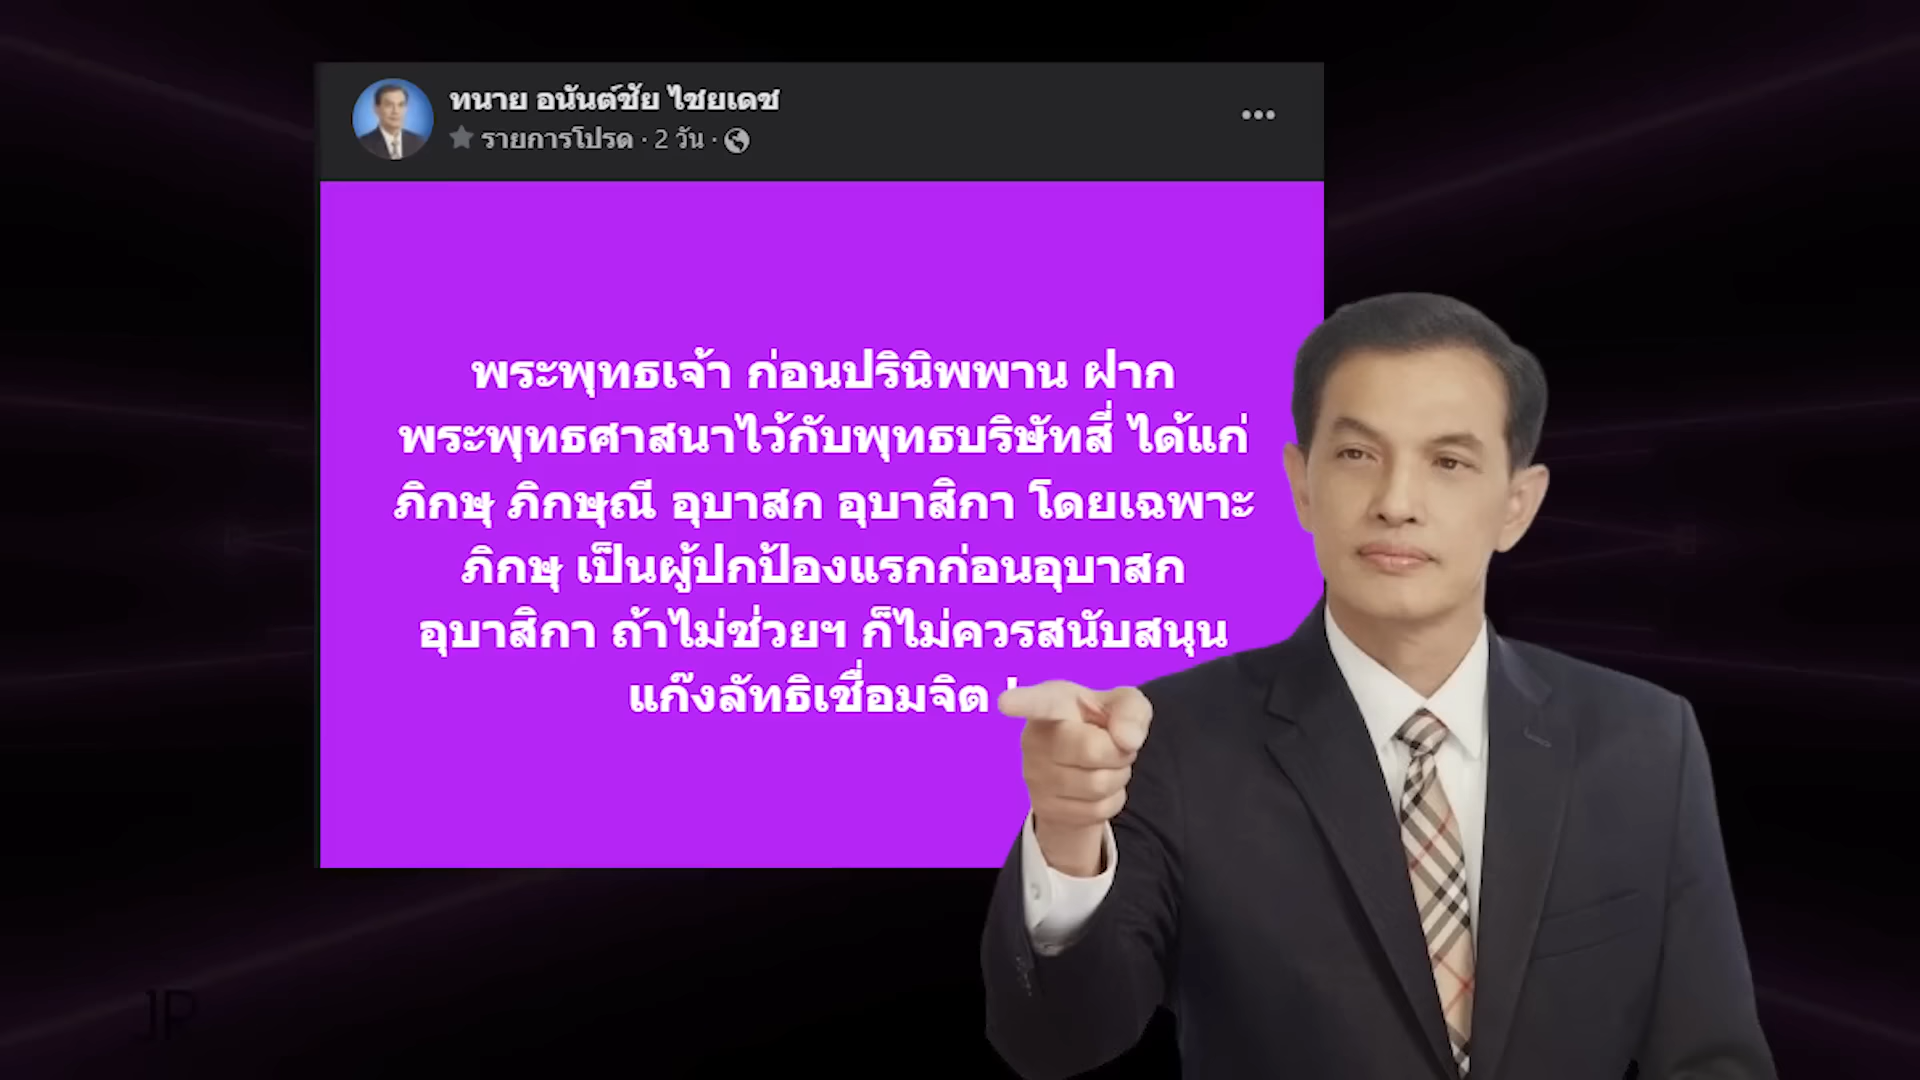 ทนาย อนันต์ชัย ไชยเดช
รายการโปรด · 2 วัน ·
พระพุทธเจ้า ก่อนปรินิพพาน ฝาก
พระพุทธศาสนาไว้กับพุทธบริษัทสี่ ได้แก่
ภิกษุ ภิกษุณี อุบาสก อุบาสิกา โดยเฉพาะ
ภิกษุ เป็นผู้ปกป้องแรกก่อนอุบาสก
อุบาสิกา ถ้าไม่ช่วยฯ ก็ไม่ควรสนับสนุน
แก๊งลัทธิเชื่อมจิต
JR